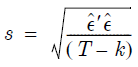 s = √( ε̂′ε̂ / ( T − k) )